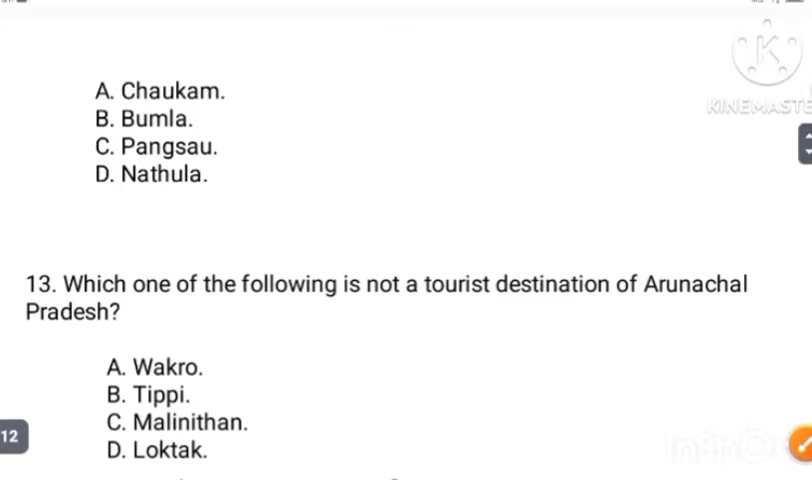 KINEMASTE
A. Chaukam.
B. Bumla.
C. Pangsau.
D. Nathula.
13. Which one of the following is not a tourist destination of Arunachal
Pradesh?
A. Wakro.
B. Tippi.
C. Malinithan.
D. Loktak.
12